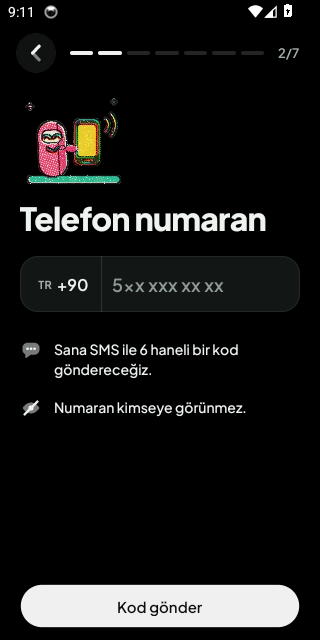 9:11
2/7
Telefon numaran
TR +90 5xx xxx xx xx
Sana SMS ile 6 haneli bir kod
göndereceğiz.
Numaran kimseye görünmez.
Kod gönder